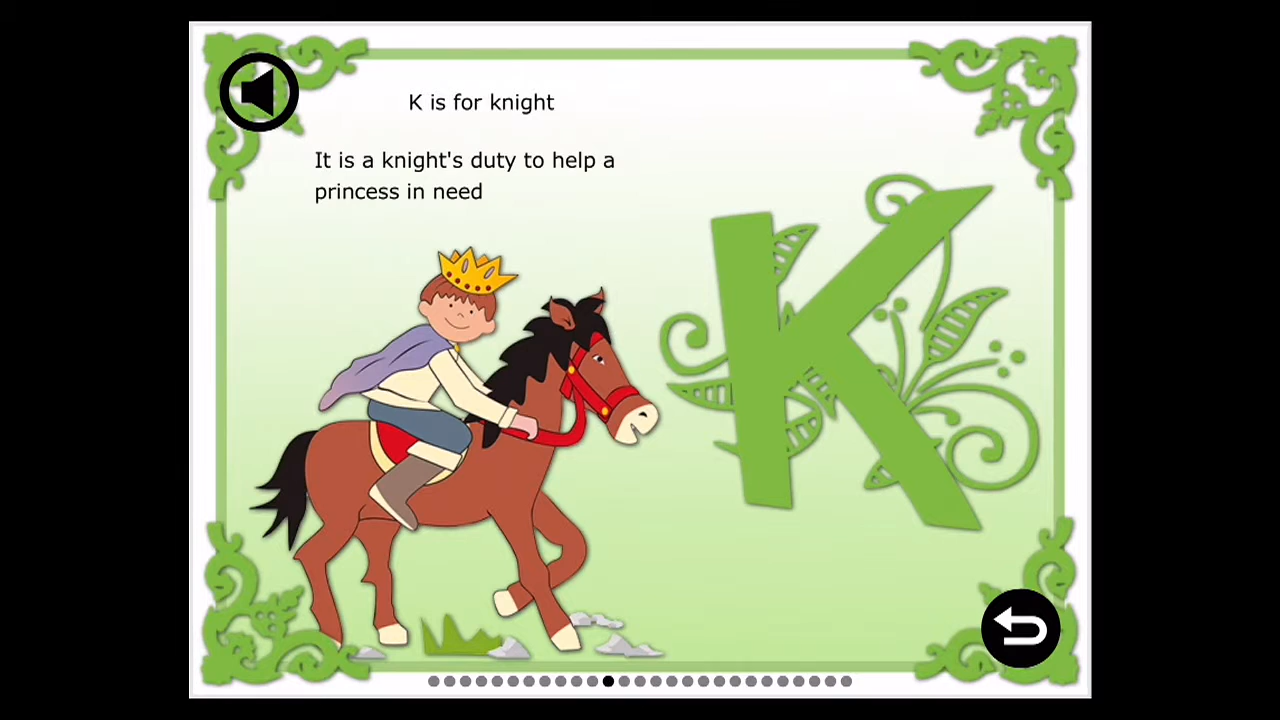 K is for knight
It is a knight's duty to help a
princess in need
K